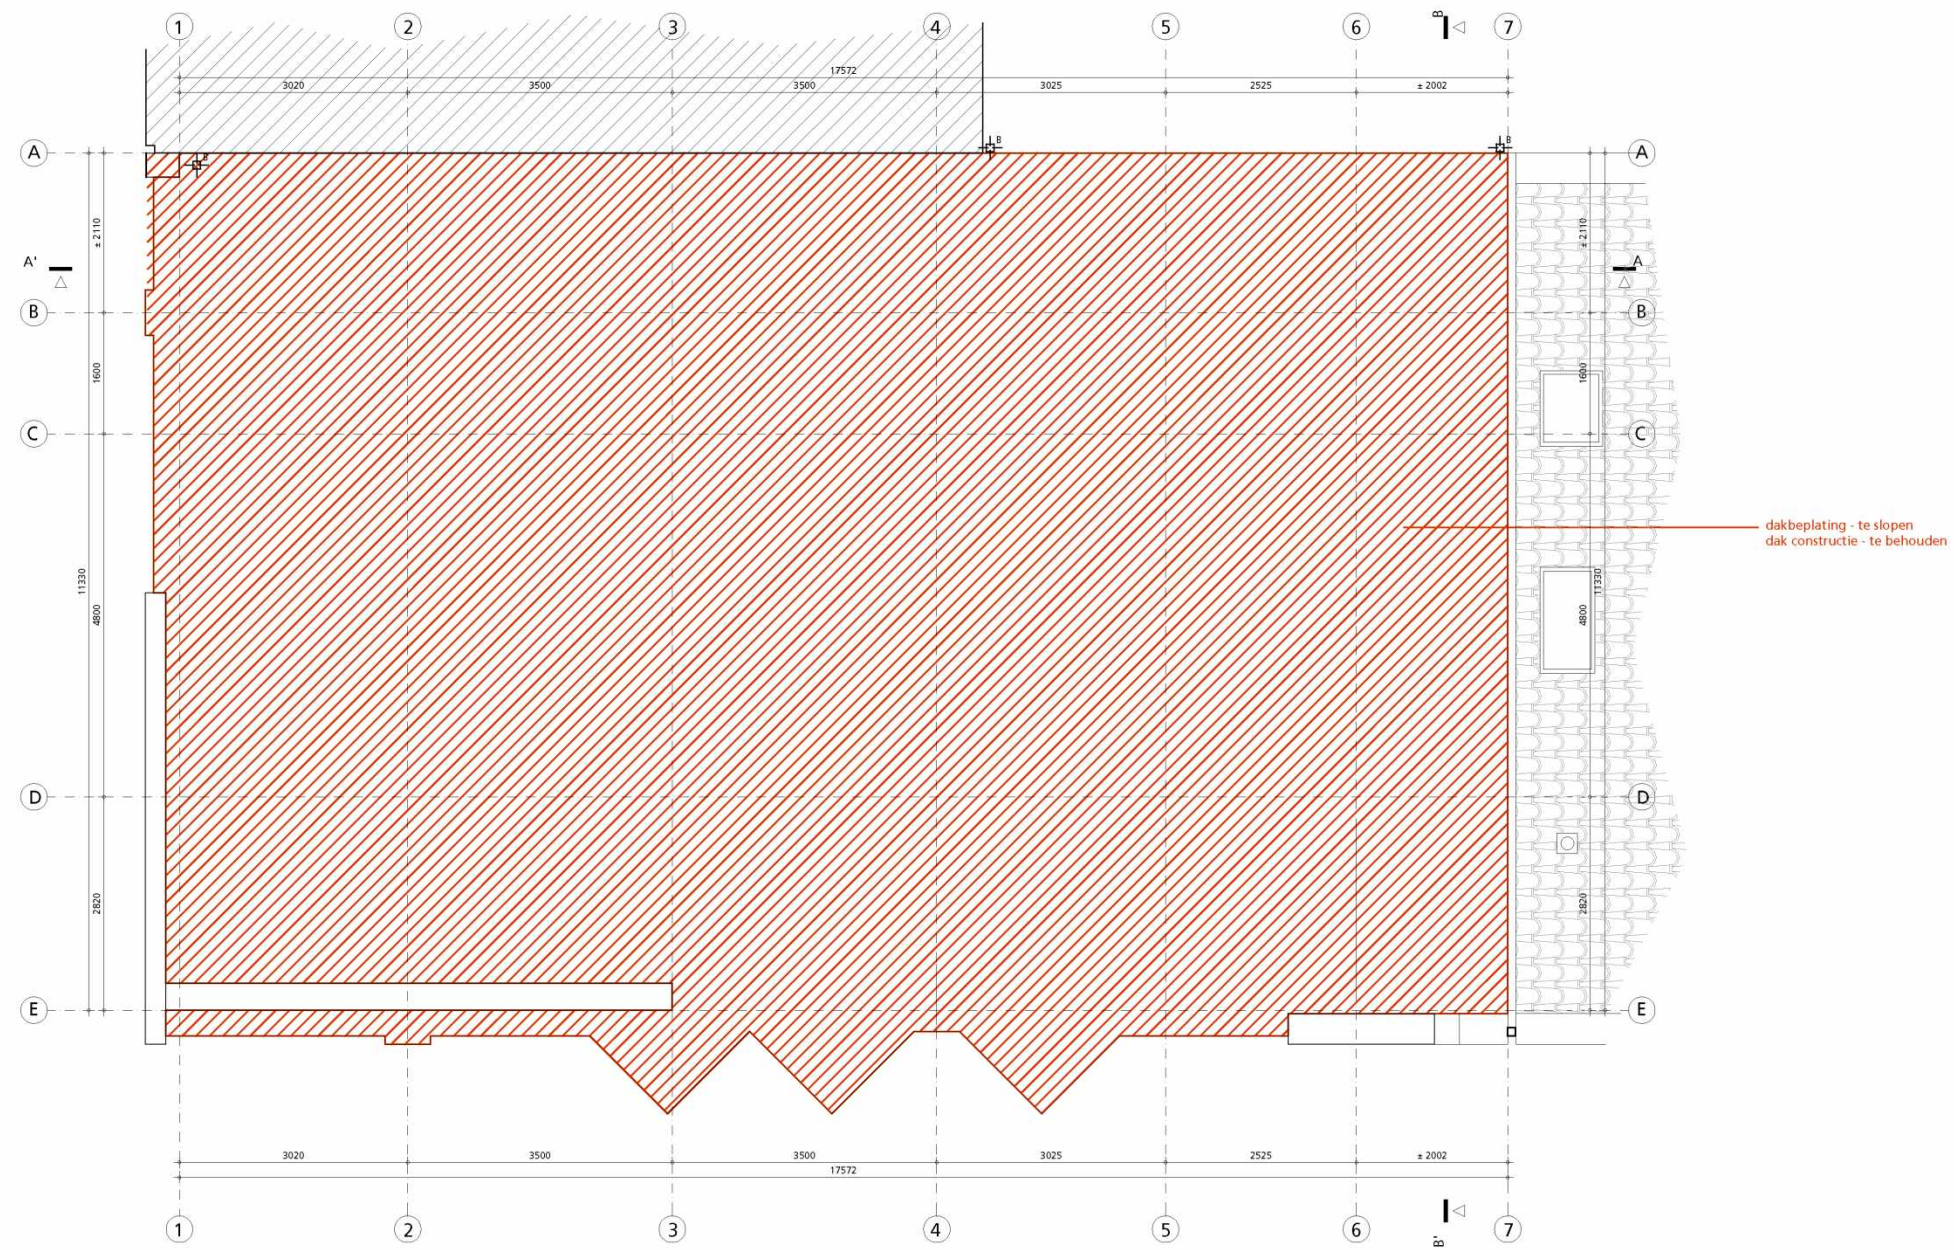 1 2 3 4 5 6 B 7
17572
3020 3500 3500 3025 2525 ± 2002
B B B
A A
± 2110 ± 2110
A' A
B B
1600 1600
C C
dakbeplating - te slopen
dak constructie - te behouden
11330 11330
4800 4800
D D
2820 2820
E E
3020 3500 3500 3025 2525 ± 2002
17572
1 2 3 4 5 6 B' 7